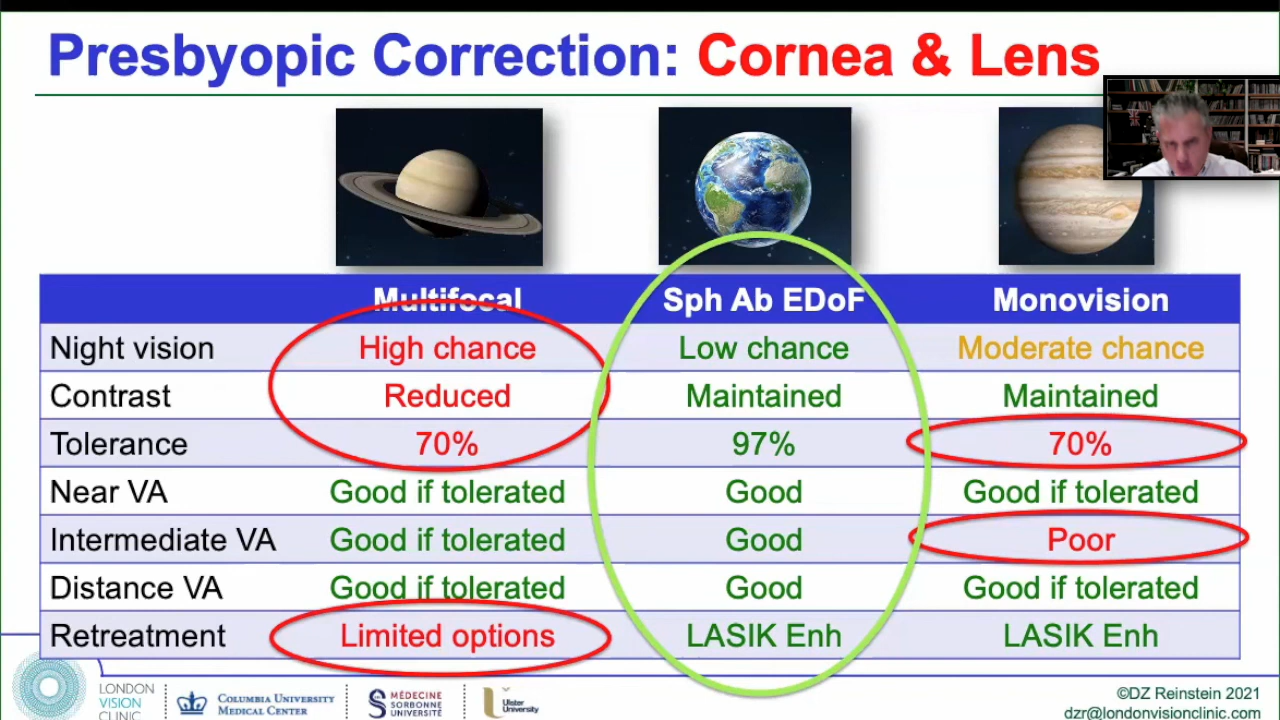 Presbyopic Correction: Cornea & Lens
Multifocal Sph Ab EDoF Monovision
Night vision High chance Low chance Moderate chance
Contrast Reduced Maintained Maintained
Tolerance 70% 97% 70%
Near VA Good if tolerated Good Good if tolerated
Intermediate VA Good if tolerated Good Poor
Distance VA Good if tolerated Good Good if tolerated
Retreatment Limited options LASIK Enh LASIK Enh
LONDON
VISION
CLINIC
COLUMBIA UNIVERSITY
MEDICAL CENTER
MÉDECINE
SORBONNE
UNIVERSITÉ
Ulster
University
©DZ Reinstein 2021
dzr@londonvisionclinic.com